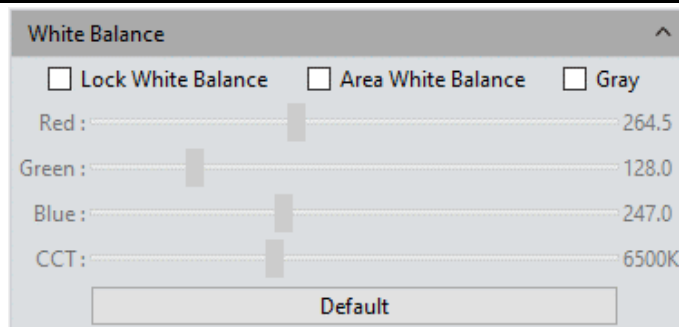 White Balance
Lock White Balance Area White Balance Gray
Red : 264.5
Green : 128.0
Blue : 247.0
CCT : 6500K
Default